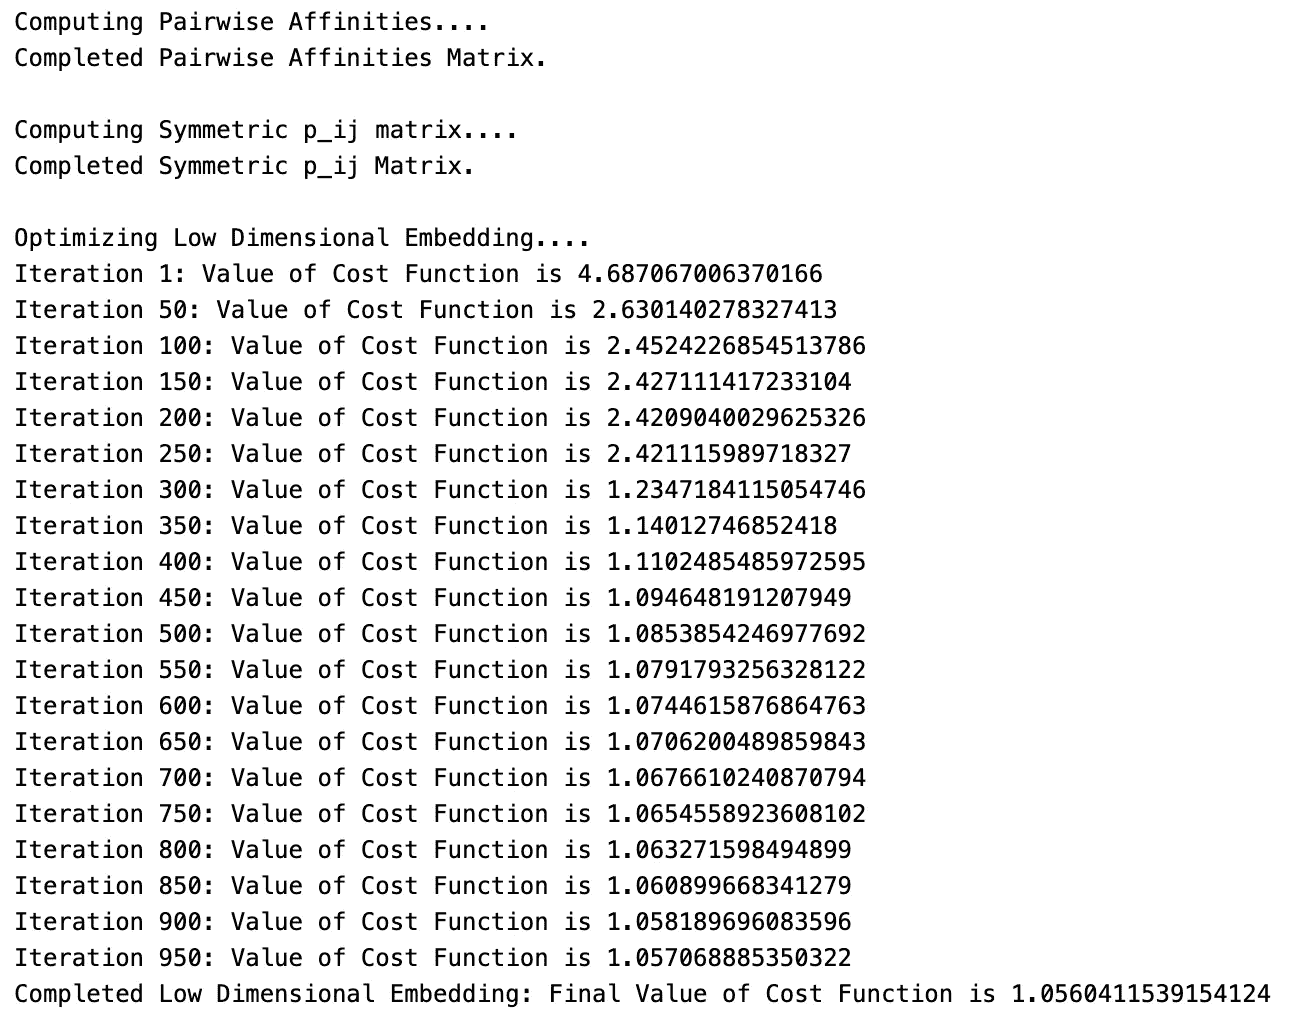 Computing Pairwise Affinities....
Completed Pairwise Affinities Matrix.
Computing Symmetric p_ij matrix....
Completed Symmetric p_ij Matrix.
Optimizing Low Dimensional Embedding....
Iteration 1: Value of Cost Function is 4.687067006370166
Iteration 50: Value of Cost Function is 2.630140278327413
Iteration 100: Value of Cost Function is 2.4524226854513786
Iteration 150: Value of Cost Function is 2.427111417233104
Iteration 200: Value of Cost Function is 2.4209040029625326
Iteration 250: Value of Cost Function is 2.421115989718327
Iteration 300: Value of Cost Function is 1.2347184115054746
Iteration 350: Value of Cost Function is 1.14012746852418
Iteration 400: Value of Cost Function is 1.1102485485972595
Iteration 450: Value of Cost Function is 1.094648191207949
Iteration 500: Value of Cost Function is 1.0853854246977692
Iteration 550: Value of Cost Function is 1.0791793256328122
Iteration 600: Value of Cost Function is 1.0744615876864763
Iteration 650: Value of Cost Function is 1.0706200489859843
Iteration 700: Value of Cost Function is 1.0676610240870794
Iteration 750: Value of Cost Function is 1.0654558923608102
Iteration 800: Value of Cost Function is 1.063271598494899
Iteration 850: Value of Cost Function is 1.060899668341279
Iteration 900: Value of Cost Function is 1.058189696083596
Iteration 950: Value of Cost Function is 1.057068885350322
Completed Low Dimensional Embedding: Final Value of Cost Function is 1.0560411539154124